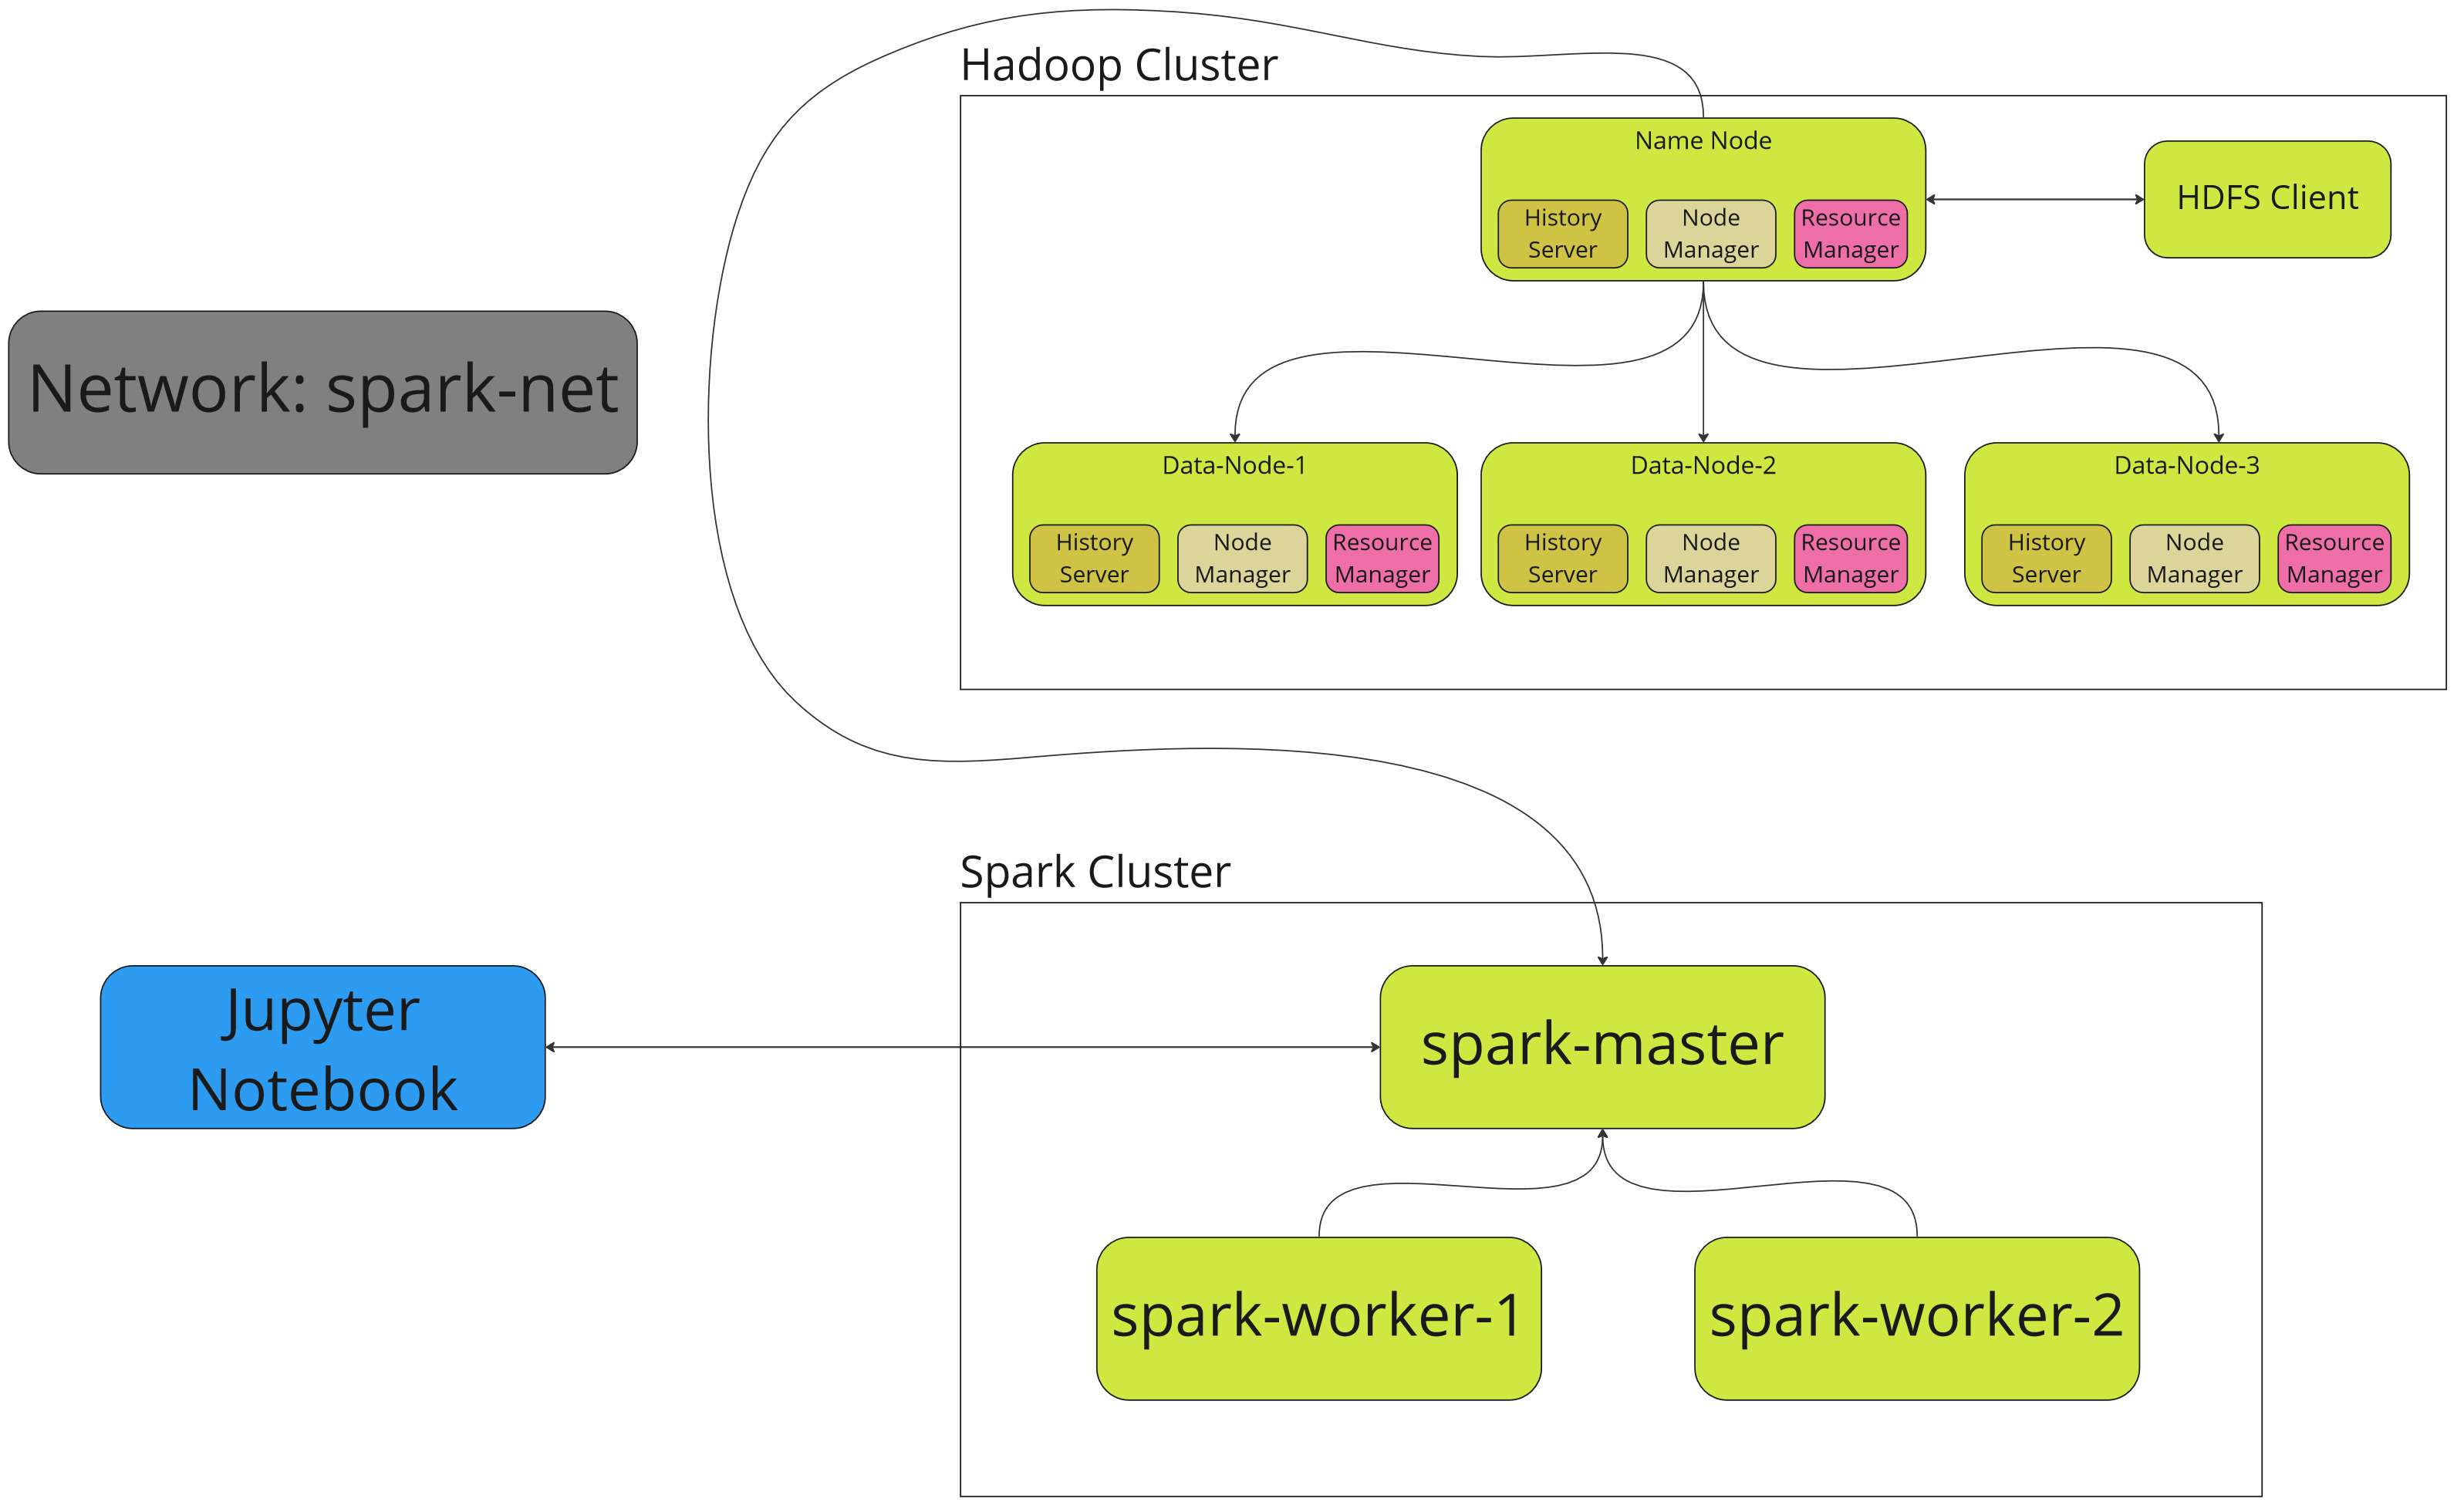 Hadoop Cluster
Name Node
History
Server
Node
Manager
Resource
Manager
HDFS Client
Network: spark-net
Data-Node-1
History
Server
Node
Manager
Resource
Manager
Data-Node-2
History
Server
Node
Manager
Resource
Manager
Data-Node-3
History
Server
Node
Manager
Resource
Manager
Spark Cluster
Jupyter
Notebook
spark-master
spark-worker-1
spark-worker-2